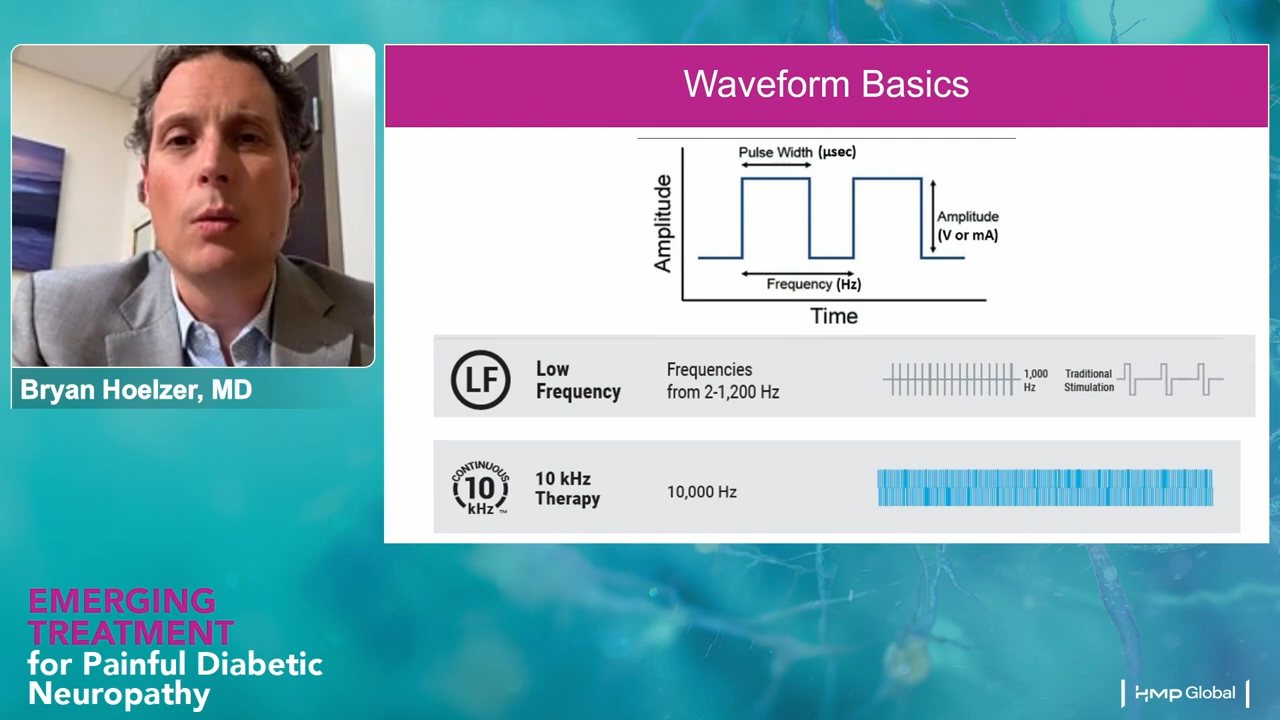 Waveform Basics
Pulse Width (µsec)
Amplitude
Amplitude
(V or mA)
Frequency (Hz)
Time
LF
Low
Frequency
Frequencies
from 2-1,200 Hz
1,000
Hz
Traditional
Stimulation
CONTINUOUS
10
kHz™
10 kHz
Therapy
10,000 Hz
Bryan Hoelzer, MD
EMERGING
TREATMENT
for Painful Diabetic
Neuropathy
HMP Global